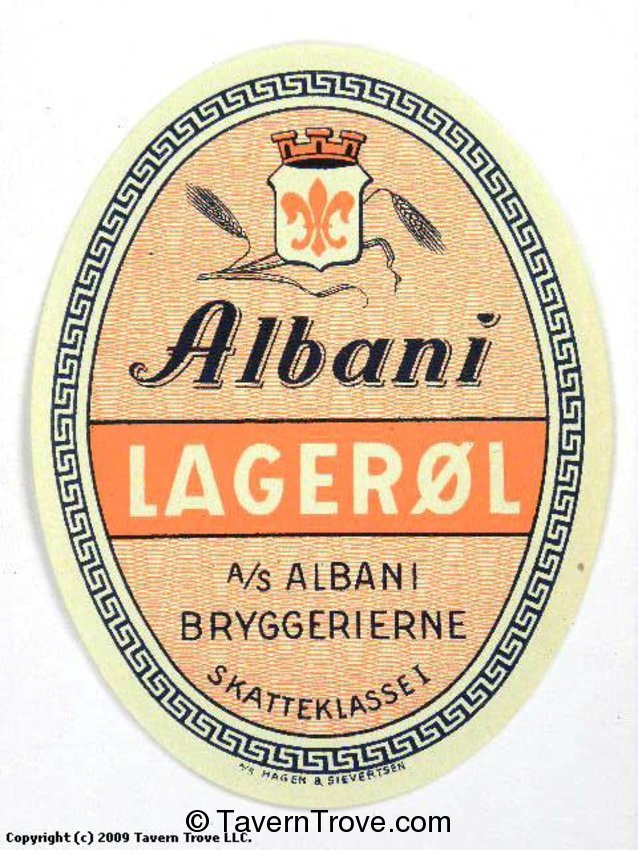 Albani
LAGERØL
A/S ALBANI
BRYGGERIERNE
SKATTEKLASSE I
A/S HAGEN & SIEVERTSEN
© TavernTrove.com
Copyright (c) 2009 Tavern Trove LLC.